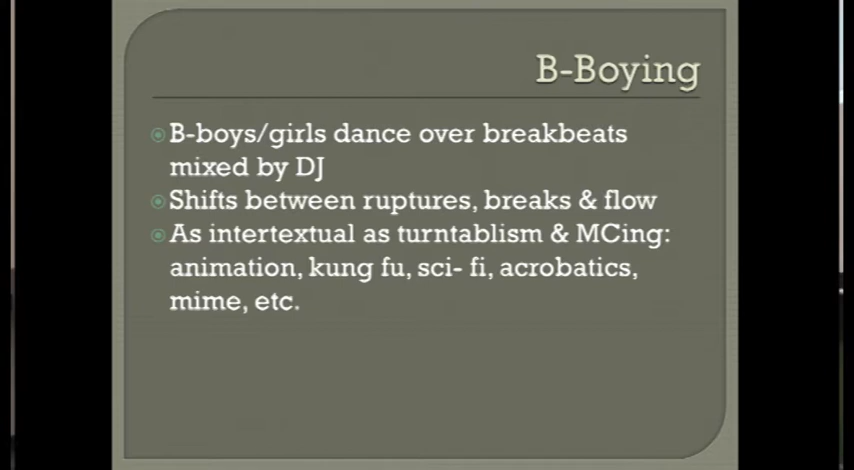 B-Boying
B-boys/girls dance over breakbeats
mixed by DJ
Shifts between ruptures, breaks & flow
As intertextual as turntablism & MCing:
animation, kung fu, sci- fi, acrobatics,
mime, etc.